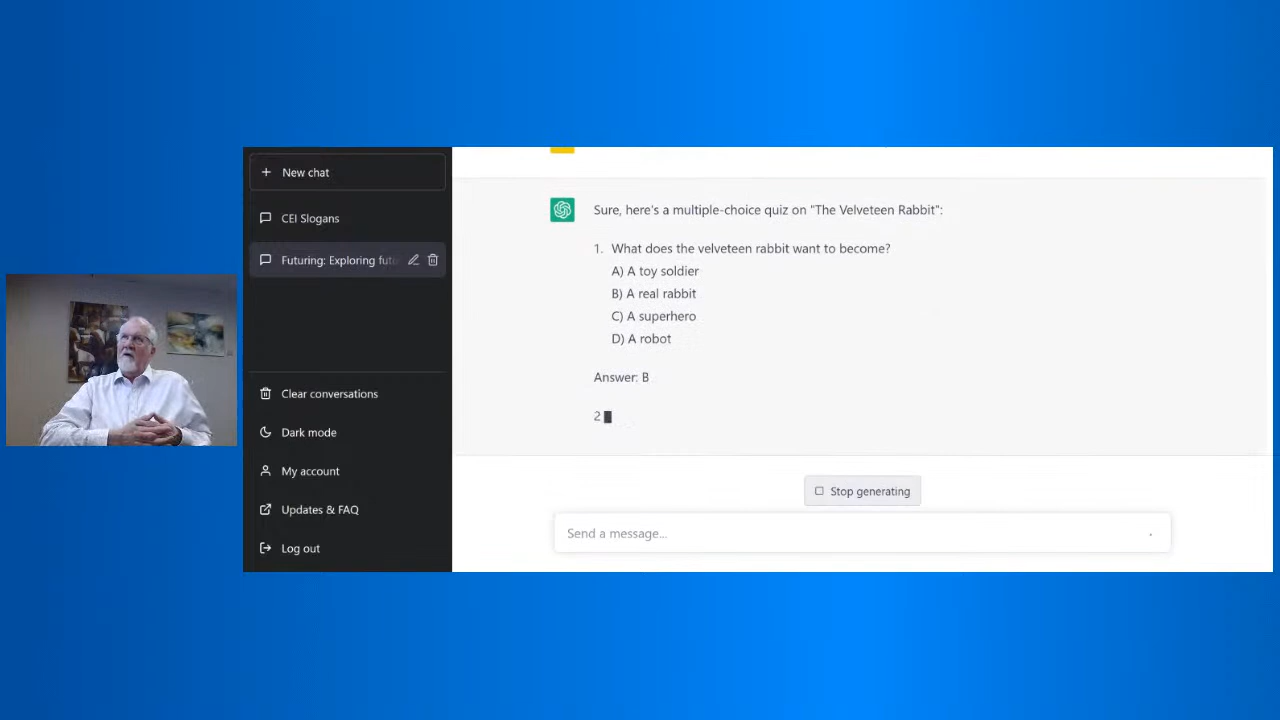 New chat
CEI Slogans
Futuring: Exploring futu
Clear conversations
Dark mode
My account
Updates & FAQ
Log out
Sure, here's a multiple-choice quiz on "The Velveteen Rabbit":
1. What does the velveteen rabbit want to become?
A) A toy soldier
B) A real rabbit
C) A superhero
D) A robot
Answer: B
2
Stop generating
Send a message...